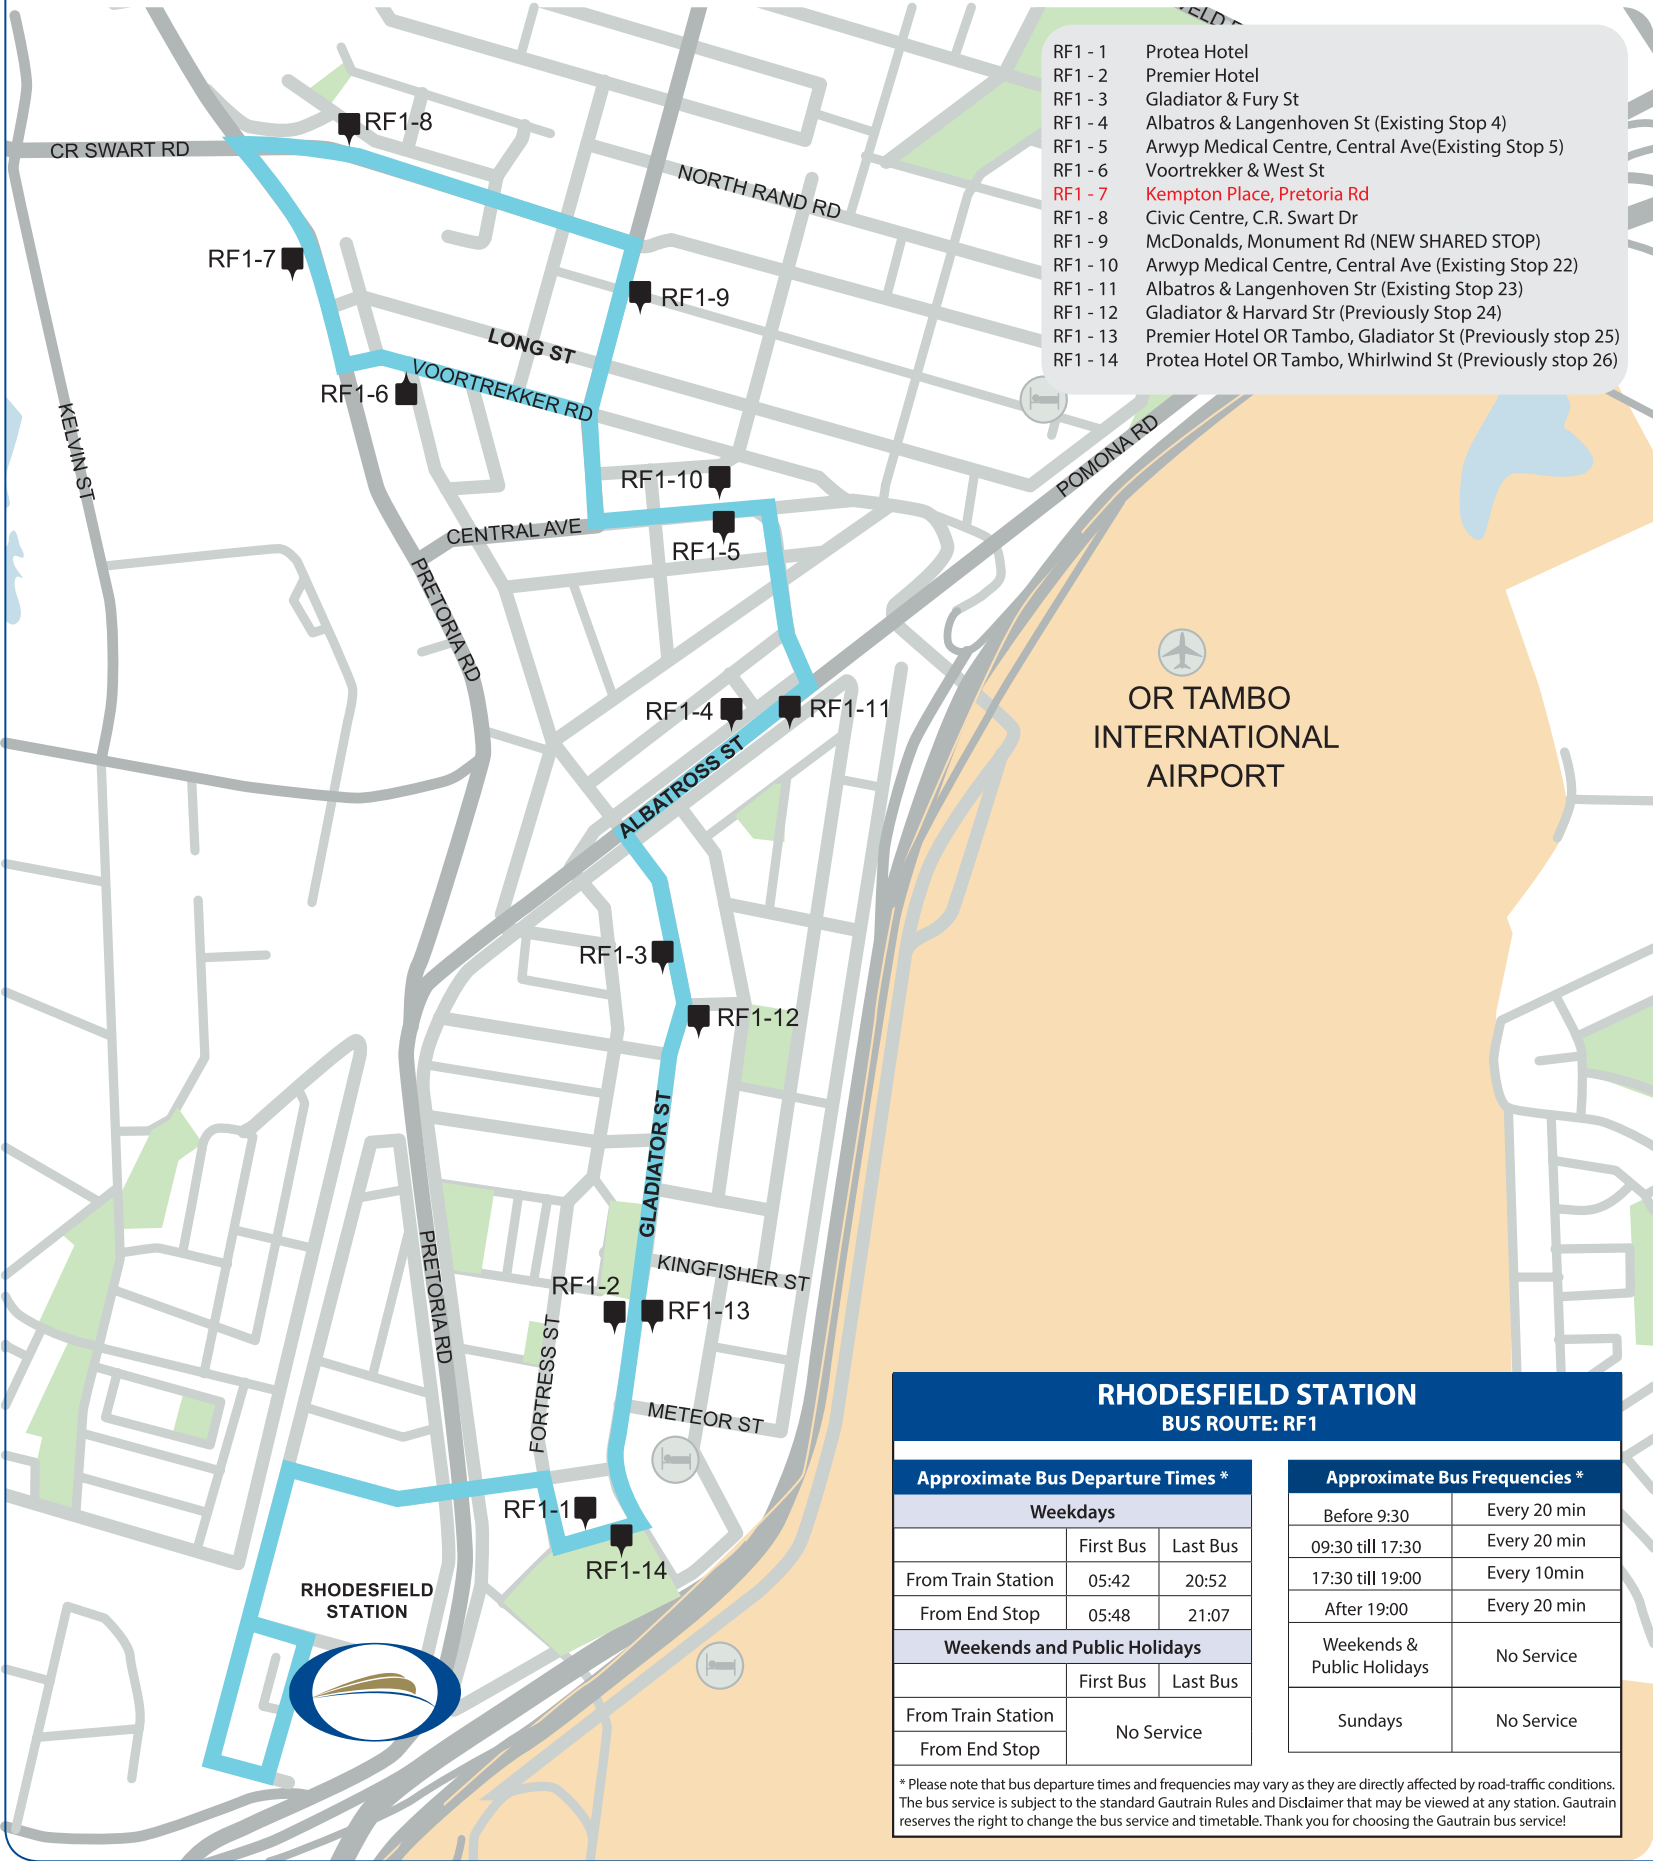 RF1 - 1 Protea Hotel
RF1 - 2 Premier Hotel
RF1 - 3 Gladiator & Fury St
RF1 - 4 Albatros & Langenhoven St (Existing Stop 4)
RF1 - 5 Arwyp Medical Centre, Central Ave(Existing Stop 5)
RF1 - 6 Voortrekker & West St
RF1 - 7 Kempton Place, Pretoria Rd
RF1 - 8 Civic Centre, C.R. Swart Dr
RF1 - 9 McDonalds, Monument Rd (NEW SHARED STOP)
RF1 - 10 Arwyp Medical Centre, Central Ave (Existing Stop 22)
RF1 - 11 Albatros & Langenhoven Str (Existing Stop 23)
RF1 - 12 Gladiator & Harvard Str (Previously Stop 24)
RF1 - 13 Premier Hotel OR Tambo, Gladiator St (Previously stop 25)
RF1 - 14 Protea Hotel OR Tambo, Whirlwind St (Previously stop 26)
RF1-8
CR SWART RD
NORTH RAND RD
RF1-7
RF1-9
LONG ST
VOORTREKKER RD
RF1-6
KELVIN ST
POMONA RD
RF1-10
CENTRAL AVE
RF1-5
PRETORIA RD
OR TAMBO
INTERNATIONAL
AIRPORT
RF1-4
RF1-11
ALBATROSS ST
RF1-3
RF1-12
GLADIATOR ST
PRETORIA RD
KINGFISHER ST
RF1-2
RF1-13
FORTRESS ST
METEOR ST
RF1-1
RF1-14
RHODESFIELD
STATION
RHODESFIELD STATION
BUS ROUTE: RF1
Approximate Bus Departure Times *
Weekdays
First Bus Last Bus
From Train Station 05:42 20:52
From End Stop 05:48 21:07
Weekends and Public Holidays
First Bus Last Bus
From Train Station
No Service
From End Stop
Approximate Bus Frequencies *
Before 9:30 Every 20 min
09:30 till 17:30 Every 20 min
17:30 till 19:00 Every 10min
After 19:00 Every 20 min
Weekends &
Public Holidays No Service
Sundays No Service
* Please note that bus departure times and frequencies may vary as they are directly affected by road-traffic conditions.
The bus service is subject to the standard Gautrain Rules and Disclaimer that may be viewed at any station. Gautrain
reserves the right to change the bus service and timetable. Thank you for choosing the Gautrain bus service!